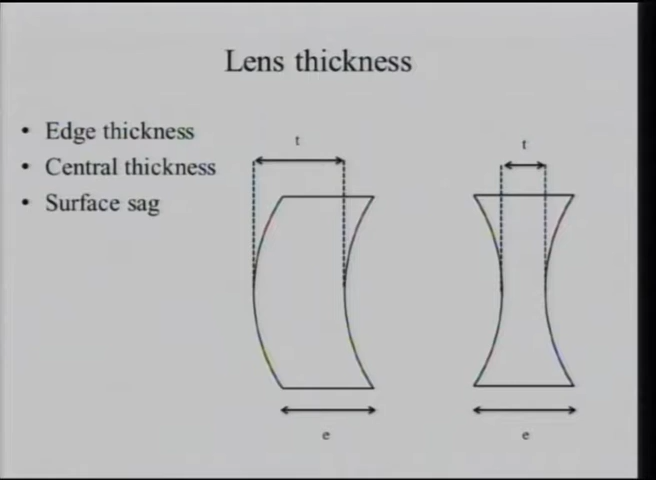 Lens thickness
• Edge thickness
• Central thickness
• Surface sag
t
t
e
e